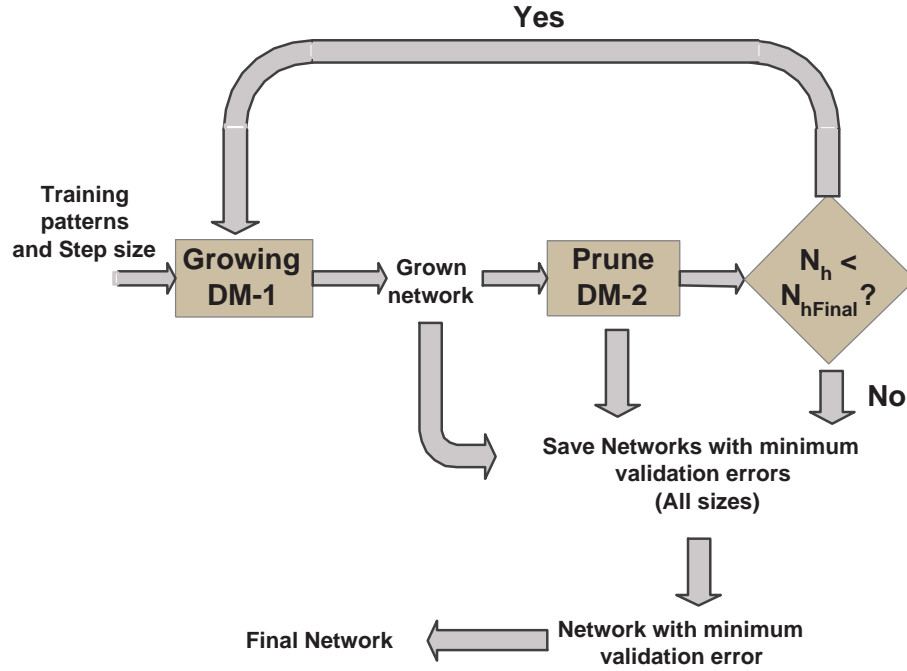 Yes
Training
patterns
and Step size
Growing
DM-1
Grown
network
Prune
DM-2
N_h <
N_hFinal?
No
Save Networks with minimum
validation errors
(All sizes)
Network with minimum
validation error
Final Network